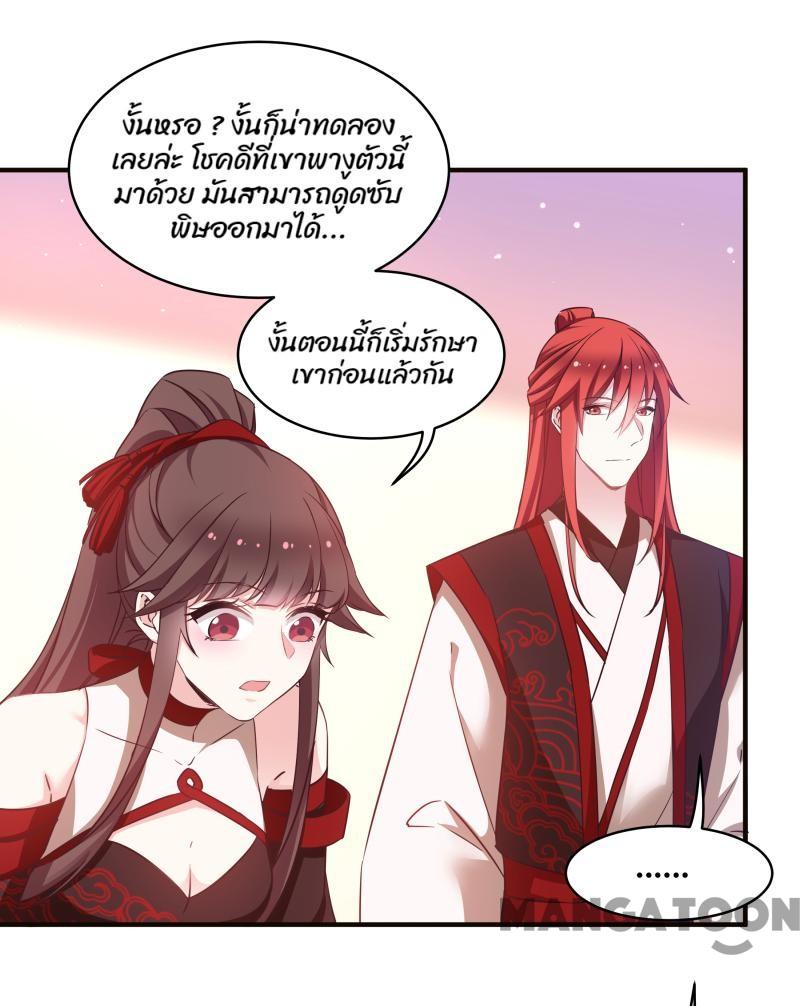 งั้นหรอ ? งั้นก็น่าทดลอง
เลยล่ะ โชคดีที่เขาพางูตัวนี้
มาด้วย มันสามารถดูดซับ
พิษออกมาได้...
งั้นตอนนี้ก็เริ่มรักษา
เขาก่อนแล้วกัน
......
MANGATOON